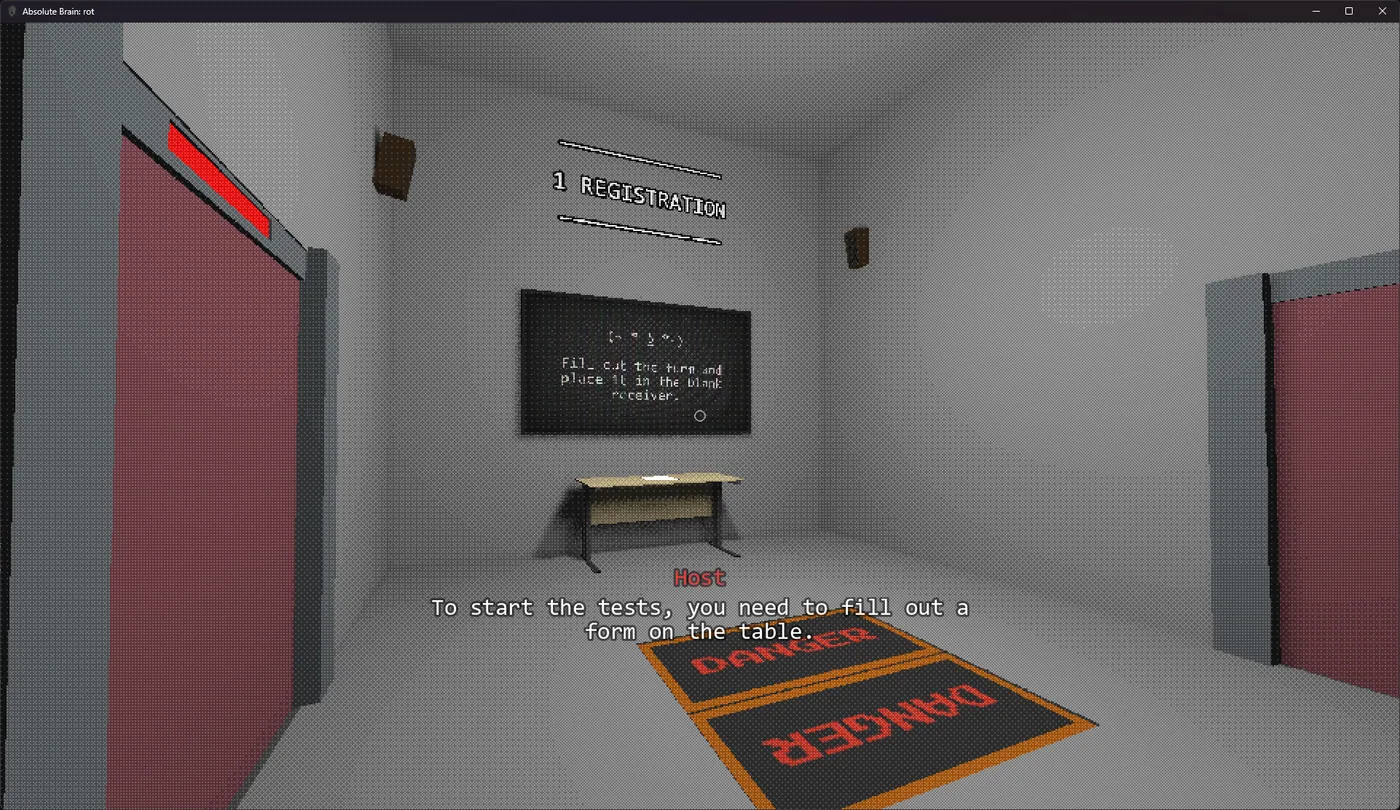 Absolute Brain: rot
1 REGISTRATION
Fill out the form and
place it in the blank
receiver.
Host
To start the tests, you need to fill out a
form on the table.
DANGER
DANGER